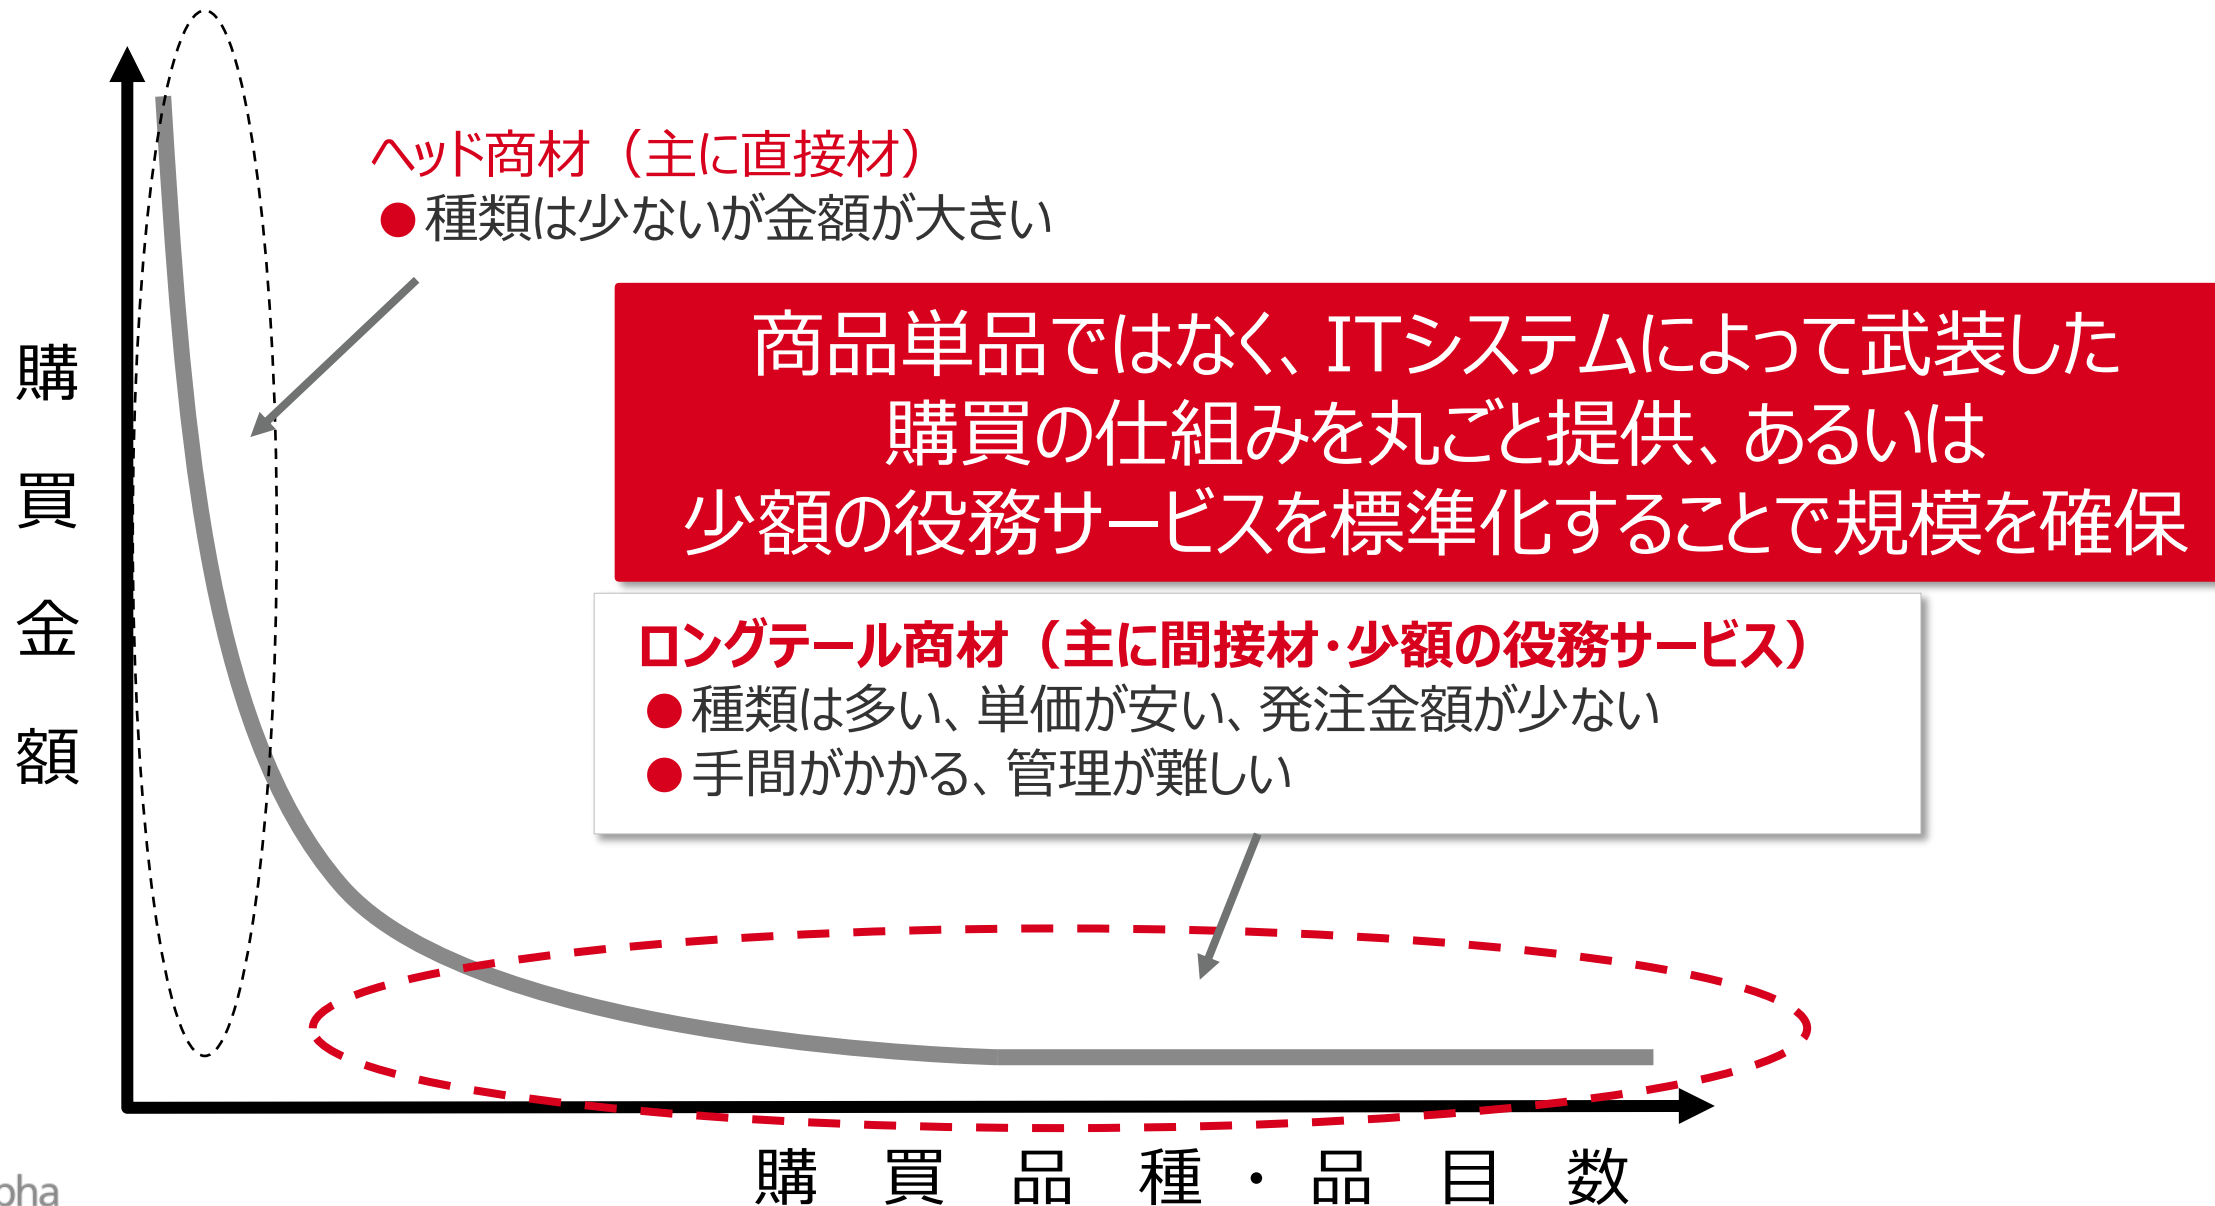 ヘッド商材（主に直接材）
●種類は少ないが金額が大きい
商品単品ではなく、ITシステムによって武装した
購買の仕組みを丸ごと提供、あるいは
少額の役務サービスを標準化することで規模を確保
ロングテール商材（主に間接材・少額の役務サービス）
●種類は多い、単価が安い、発注金額が少ない
●手間がかかる、管理が難しい
購買金額
購買品種・品目数
pha